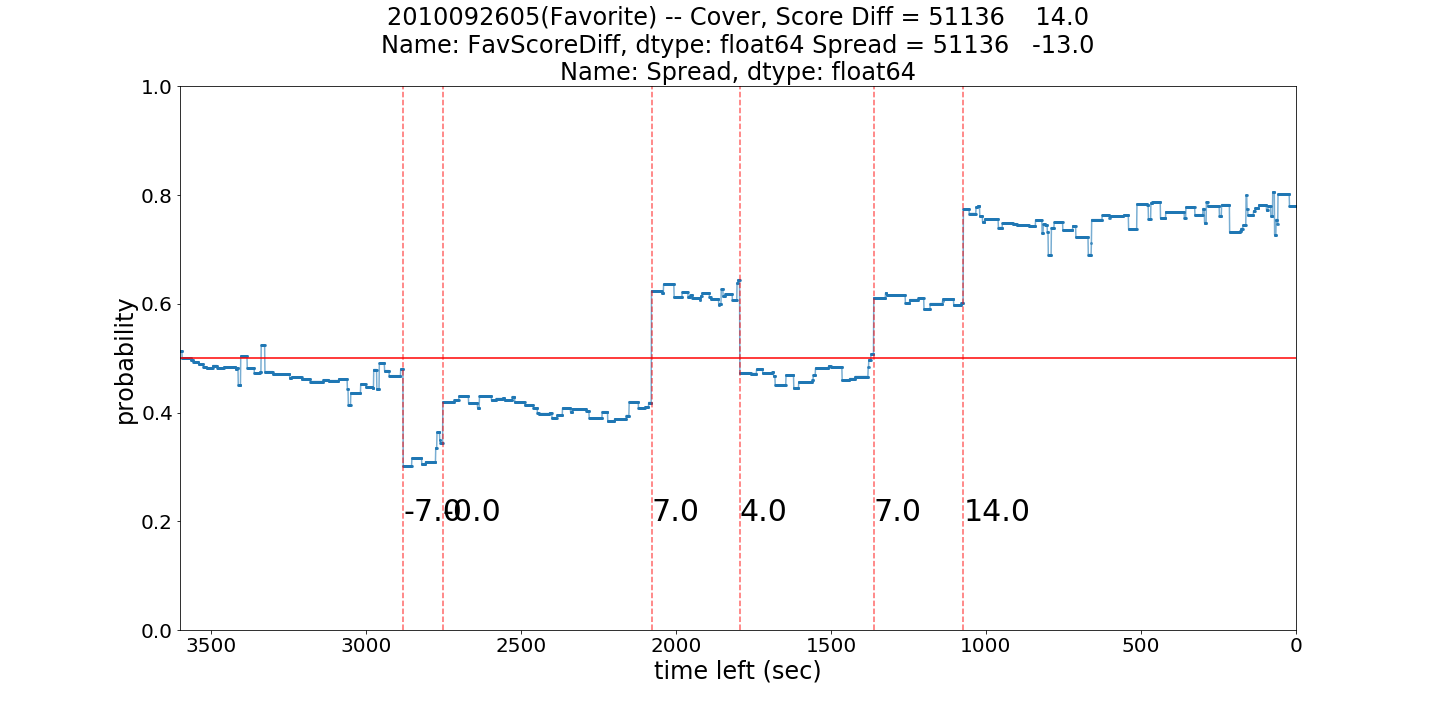 2010092605(Favorite) -- Cover, Score Diff = 51136    14.0
Name: FavScoreDiff, dtype: float64 Spread = 51136   -13.0
Name: Spread, dtype: float64
1.0
0.8
0.6
0.4
0.2
0.0
probability
-7.0
-0.0
7.0
4.0
7.0
14.0
3500 3000 2500 2000 1500 1000 500 0
time left (sec)